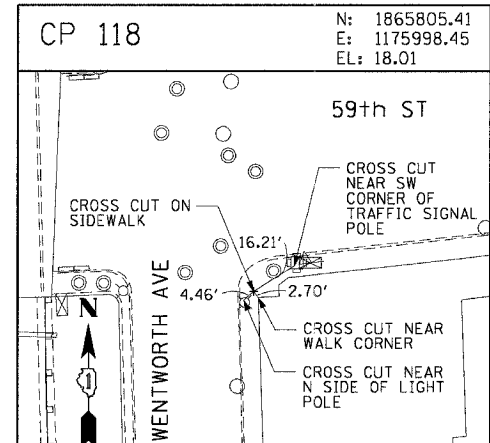 CP 118
N: 1865805.41
E: 1175998.45
EL: 18.01
59th ST
CROSS CUT
NEAR SW
CORNER OF
TRAFFIC SIGNAL
POLE
CROSS CUT ON
SIDEWALK
16.21'
4.46'
2.70'
WENTWORTH AVE
N
1
CROSS CUT NEAR
WALK CORNER
CROSS CUT NEAR
N SIDE OF LIGHT
POLE